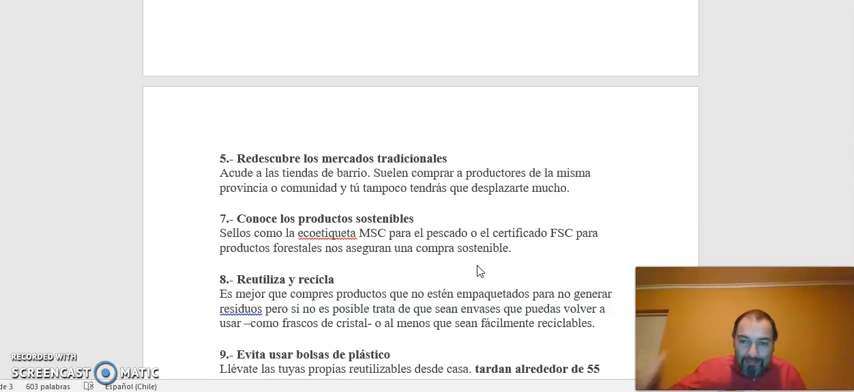 5.- Redescubre los mercados tradicionales
Acude a las tiendas de barrio. Suelen comprar a productores de la misma
provincia o comunidad y tú tampoco tendrás que desplazarte mucho.
7.- Conoce los productos sostenibles
Sellos como la ecoetiqueta MSC para el pescado o el certificado FSC para
productos forestales nos aseguran una compra sostenible.
8.- Reutiliza y recicla
Es mejor que compres productos que no estén empaquetados para no generar
residuos pero si no es posible trata de que sean envases que puedas volver a
usar –como frascos de cristal- o al menos que sean fácilmente reciclables.
9.- Evita usar bolsas de plástico
Llévate las tuyas propias reutilizables desde casa. tardan alrededor de 55
RECORDED WITH
SCREENCAST MATIC
de 3 603 palabras Español (Chile)